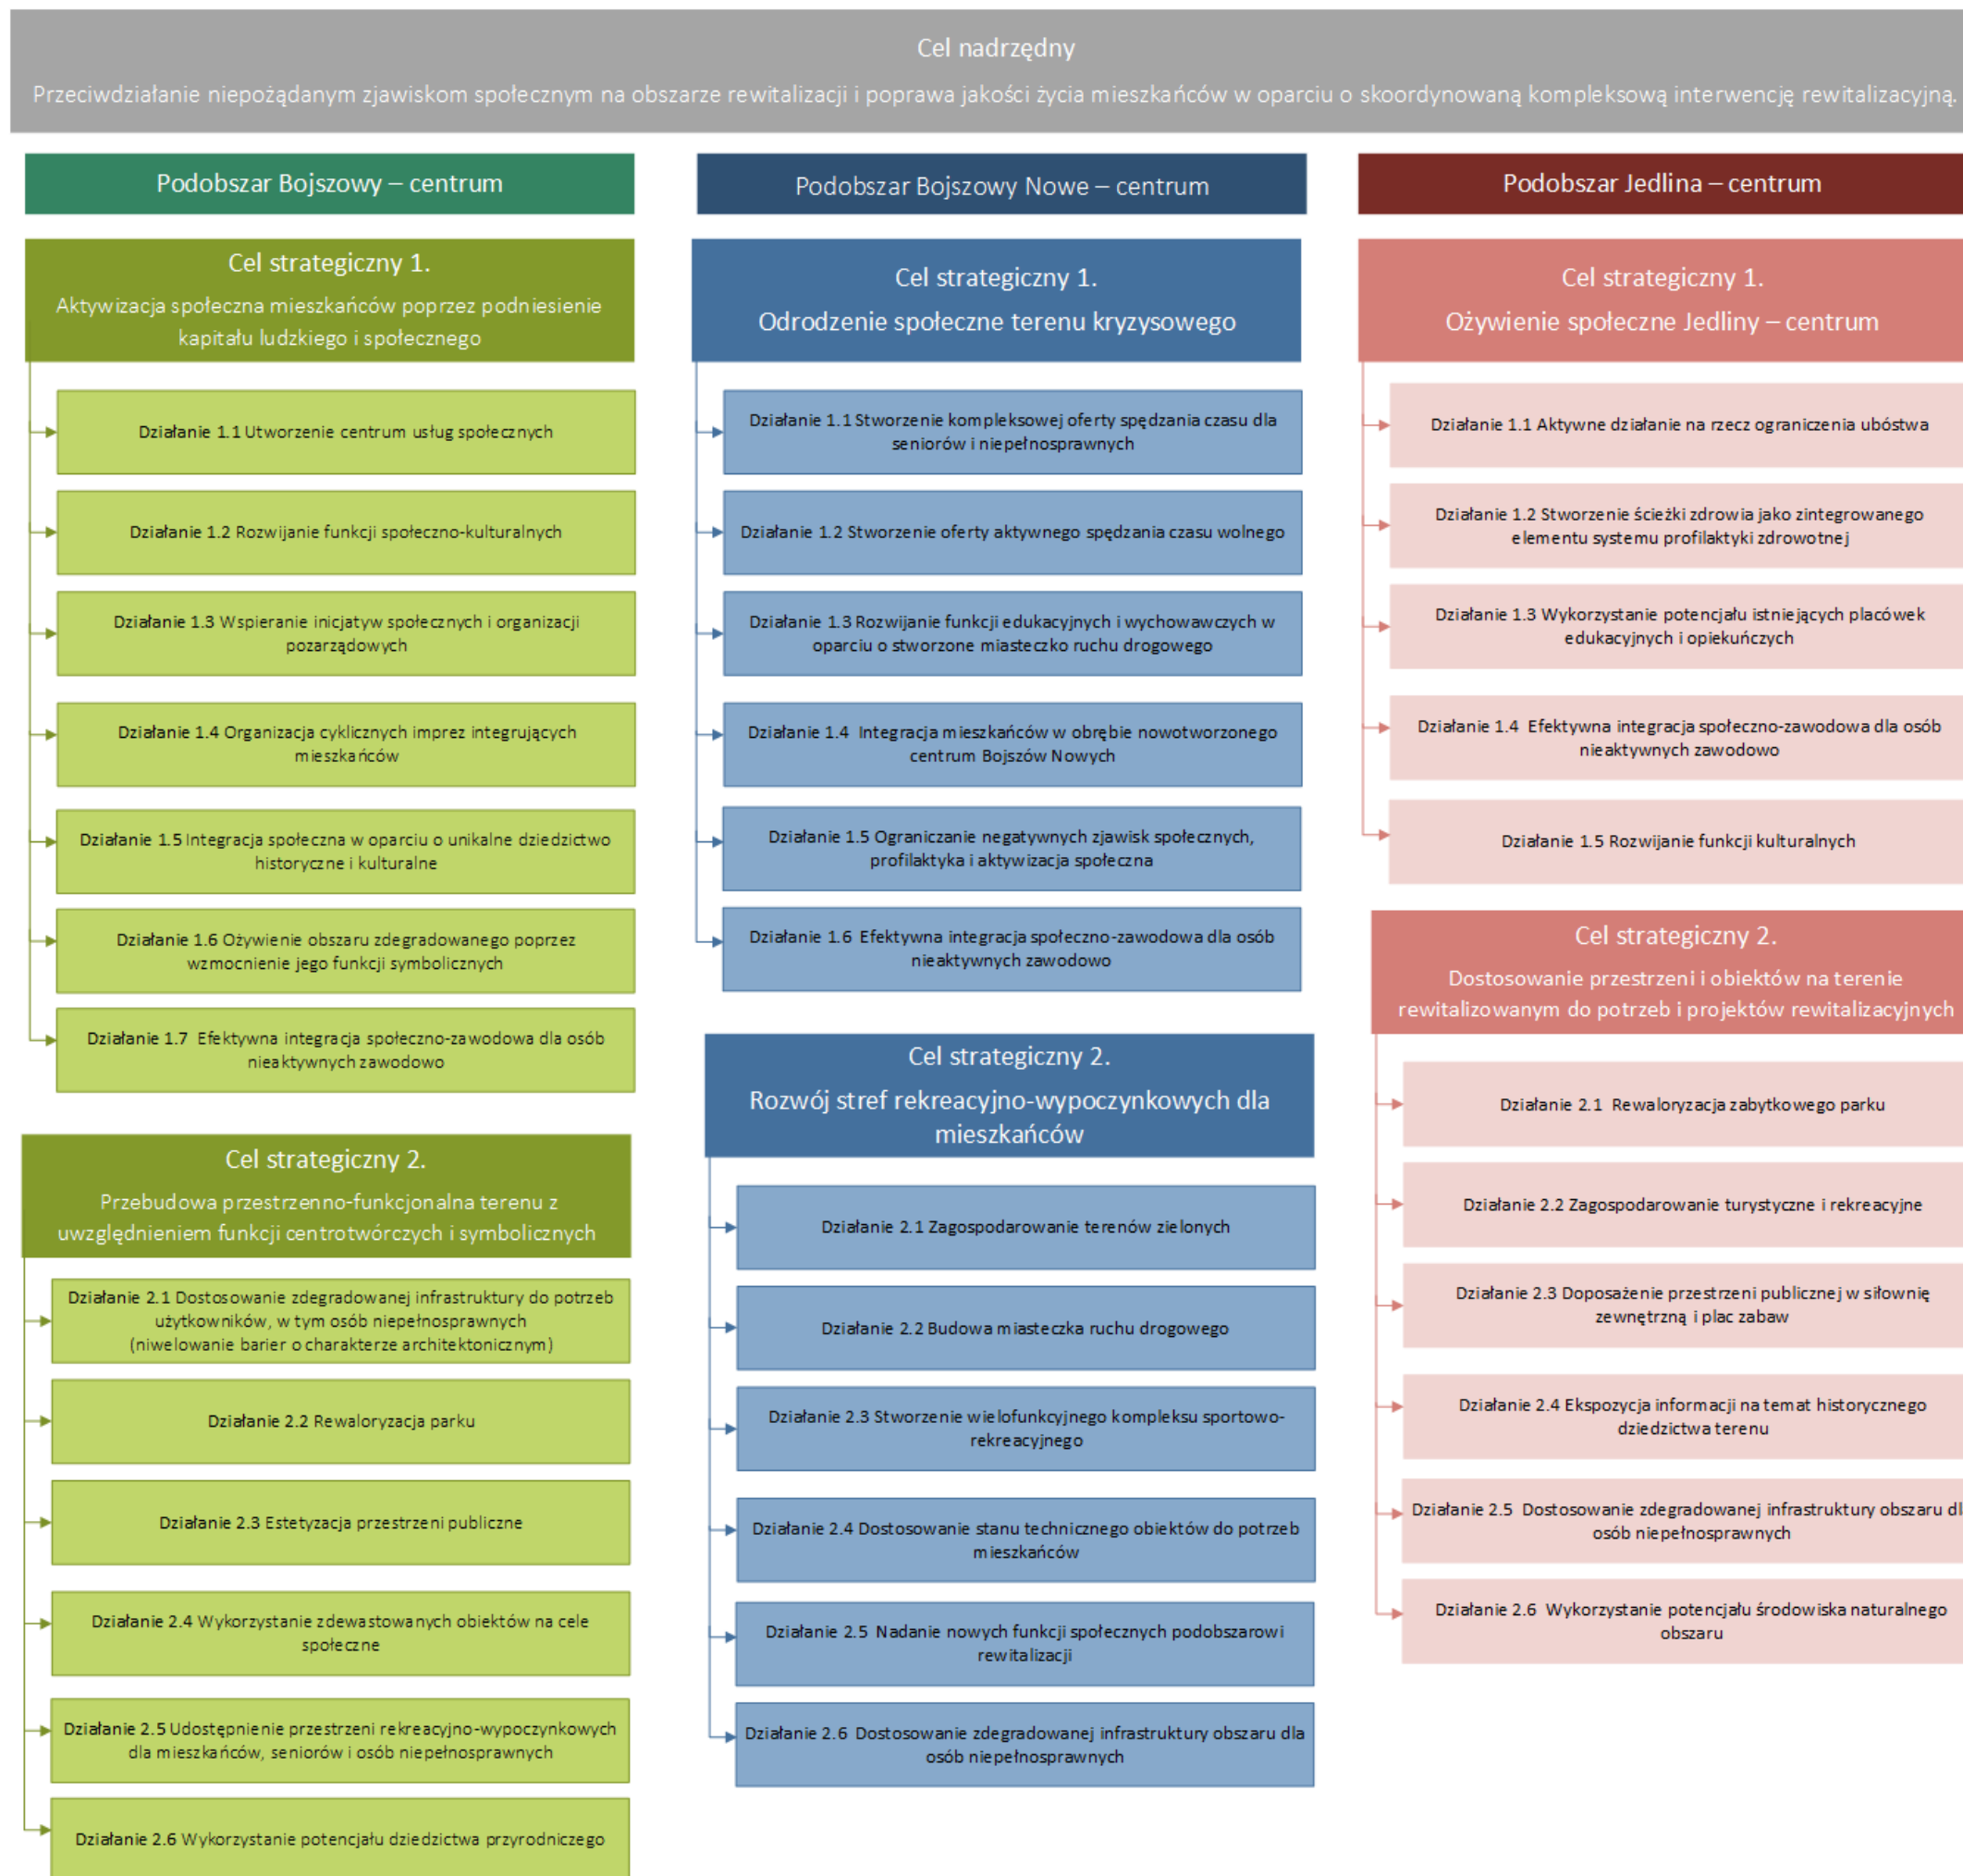 Cel nadrzędny
Przeciwdziałanie niepożądanym zjawiskom społecznym na obszarze rewitalizacji i poprawa jakości życia mieszkańców w oparciu o skoordynowaną kompleksową interwencję rewitalizacyjną.
Podobszar Bojszowy – centrum
Cel strategiczny 1.
Aktywizacja społeczna mieszkańców poprzez podniesienie
kapitału ludzkiego i społecznego
Działanie 1.1 Utworzenie centrum usług społecznych
Działanie 1.2 Rozwijanie funkcji społeczno-kulturalnych
Działanie 1.3 Wspieranie inicjatyw społecznych i organizacji
pozarządowych
Działanie 1.4 Organizacja cyklicznych imprez integrujących
mieszkańców
Działanie 1.5 Integracja społeczna w oparciu o unikalne dziedzictwo
historyczne i kulturalne
Działanie 1.6 Ożywienie obszaru zdegradowanego poprzez
wzmocnienie jego funkcji symbolicznych
Działanie 1.7 Efektywna integracja społeczno-zawodowa dla osób
nieaktywnych zawodowo
Cel strategiczny 2.
Przebudowa przestrzenno-funkcjonalna terenu z
uwzględnieniem funkcji centrotwórczych i symbolicznych
Działanie 2.1 Dostosowanie zdegradowanej infrastruktury do potrzeb
użytkowników, w tym osób niepełnosprawnych
(niwelowanie barier o charakterze architektonicznym)
Działanie 2.2 Rewaloryzacja parku
Działanie 2.3 Estetyzacja przestrzeni publiczne
Działanie 2.4 Wykorzystanie zdewastowanych obiektów na cele
społeczne
Działanie 2.5 Udostępnienie przestrzeni rekreacyjno-wypoczynkowych
dla mieszkańców, seniorów i osób niepełnosprawnych
Działanie 2.6 Wykorzystanie potencjału dziedzictwa przyrodniczego
Podobszar Bojszowy Nowe – centrum
Cel strategiczny 1.
Odrodzenie społeczne terenu kryzysowego
Działanie 1.1 Stworzenie kompleksowej oferty spędzania czasu dla
seniorów i niepełnosprawnych
Działanie 1.2 Stworzenie oferty aktywnego spędzania czasu wolnego
Działanie 1.3 Rozwijanie funkcji edukacyjnych i wychowawczych w
oparciu o stworzone miasteczko ruchu drogowego
Działanie 1.4 Integracja mieszkańców w obrębie nowotworzonego
centrum Bojszów Nowych
Działanie 1.5 Ograniczanie negatywnych zjawisk społecznych,
profilaktyka i aktywizacja społeczna
Działanie 1.6 Efektywna integracja społeczno-zawodowa dla osób
nieaktywnych zawodowo
Cel strategiczny 2.
Rozwój stref rekreacyjno-wypoczynkowych dla
mieszkańców
Działanie 2.1 Zagospodarowanie terenów zielonych
Działanie 2.2 Budowa miasteczka ruchu drogowego
Działanie 2.3 Stworzenie wielofunkcyjnego kompleksu sportowo-
rekreacyjnego
Działanie 2.4 Dostosowanie stanu technicznego obiektów do potrzeb
mieszkańców
Działanie 2.5 Nadanie nowych funkcji społecznych podobszarowi
rewitalizacji
Działanie 2.6 Dostosowanie zdegradowanej infrastruktury obszaru dla
osób niepełnosprawnych
Podobszar Jedlina – centrum
Cel strategiczny 1.
Ożywienie społeczne Jedliny – centrum
Działanie 1.1 Aktywne działanie na rzecz ograniczenia ubóstwa
Działanie 1.2 Stworzenie ścieżki zdrowia jako zintegrowanego
elementu systemu profilaktyki zdrowotnej
Działanie 1.3 Wykorzystanie potencjału istniejących placówek
edukacyjnych i opiekuńczych
Działanie 1.4 Efektywna integracja społeczno-zawodowa dla osób
nieaktywnych zawodowo
Działanie 1.5 Rozwijanie funkcji kulturalnych
Cel strategiczny 2.
Dostosowanie przestrzeni i obiektów na terenie
rewitalizowanym do potrzeb i projektów rewitalizacyjnych
Działanie 2.1 Rewaloryzacja zabytkowego parku
Działanie 2.2 Zagospodarowanie turystyczne i rekreacyjne
Działanie 2.3 Doposażenie przestrzeni publicznej w siłownię
zewnętrzną i plac zabaw
Działanie 2.4 Ekspozycja informacji na temat historycznego
dziedzictwa terenu
Działanie 2.5 Dostosowanie zdegradowanej infrastruktury obszaru
osób niepełnosprawnych
Działanie 2.6 Wykorzystanie potencjału środowiska naturalnego
obszaru